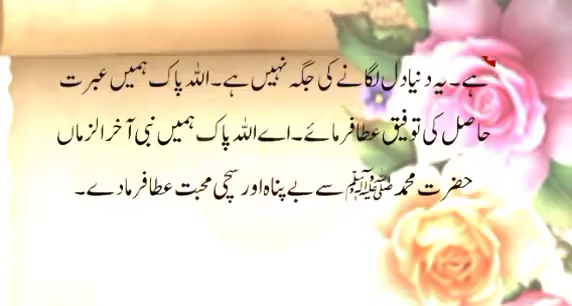 ہے۔ یہ دنیا دل لگانے کی جگہ نہیں ہے۔ اللہ پاک ہمیں عبرت
حاصل کی توفیق عطا فرمائے۔ اے اللہ پاک ہمیں نبی آخر الزماں
حضرت محمد ﷺ سے بے پناہ اور سچی محبت عطا فرما دے۔